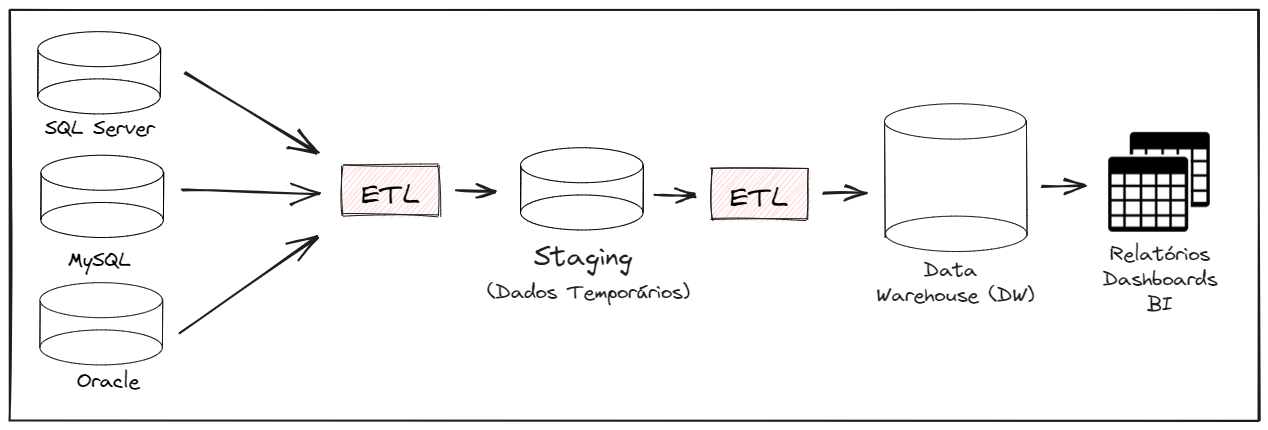 SQL Server
MySQL
Oracle
ETL
Staging
(Dados Temporários)
ETL
Data
Warehouse (DW)
Relatórios
Dashboards
BI